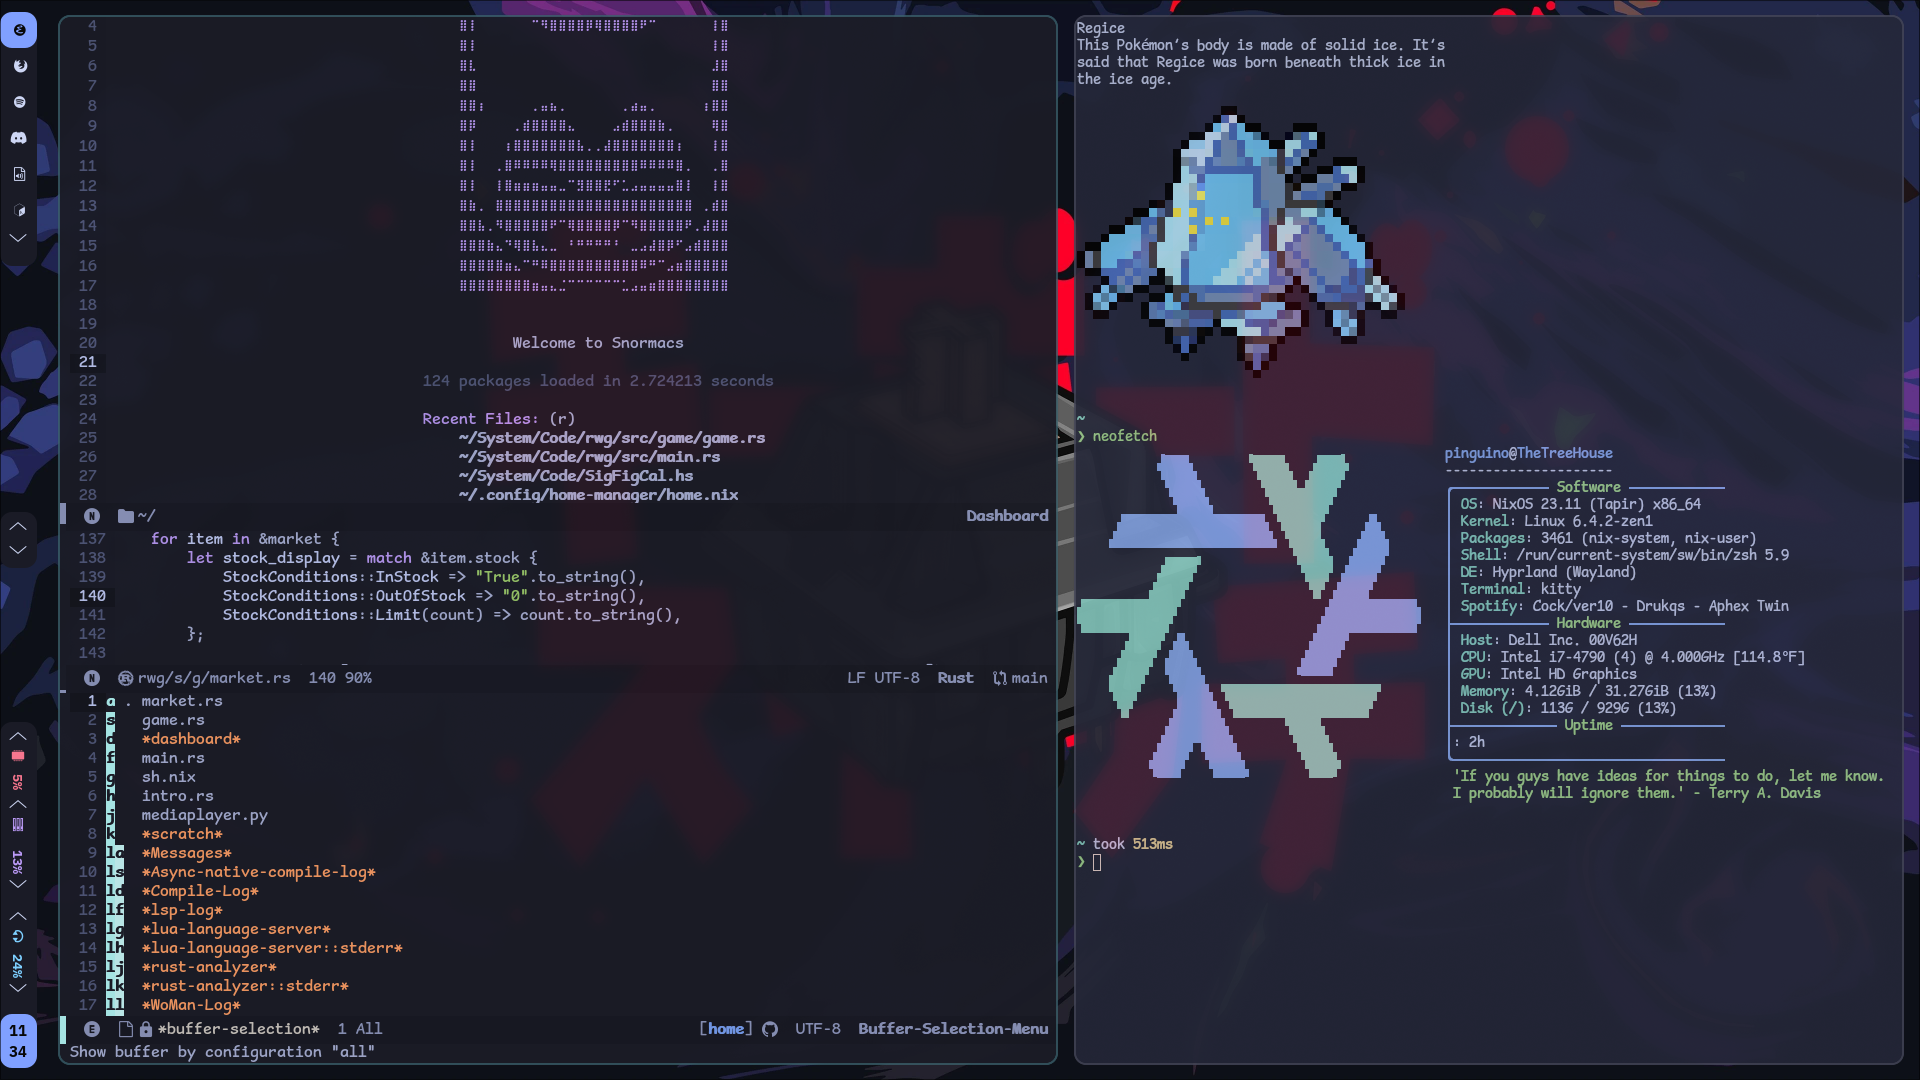 4
5
6
7
8
9
10
11
12
13
14
15
16
17
18
19
20 Welcome to Snormacs
21
22 124 packages loaded in 2.724213 seconds
23
24 Recent Files: (r)
25 ~/System/Code/rwg/src/game/game.rs
26 ~/System/Code/rwg/src/main.rs
27 ~/System/Code/SigFigCal.hs
28 ~/.config/home-manager/home.nix
N ~/ Dashboard
137 for item in &market {
138 let stock_display = match &item.stock {
139 StockConditions::InStock => "True".to_string(),
140 StockConditions::OutOfStock => "0".to_string(),
141 StockConditions::Limit(count) => count.to_string(),
142 };
143
N rwg/s/g/market.rs 140 90% LF UTF-8 Rust main
1 a . market.rs
2 s game.rs
3 d *dashboard*
4 f main.rs
5 g sh.nix
6 h intro.rs
7 j mediaplayer.py
8 k *scratch*
9 la *Messages*
10 ls *Async-native-compile-log*
11 ld *Compile-Log*
12 lf *lsp-log*
13 lg *lua-language-server*
14 lh *lua-language-server::stderr*
15 lj *rust-analyzer*
16 lk *rust-analyzer::stderr*
17 ll *WoMan-Log*
E *buffer-selection* 1 All [home] UTF-8 Buffer-Selection-Menu
Show buffer by configuration "all"
5%
13%
24%
11
34
Regice
This Pokémon's body is made of solid ice. It's
said that Regice was born beneath thick ice in
the ice age.
~
❯ neofetch
pinguino@TheTreeHouse
---------------------
Software
OS: NixOS 23.11 (Tapir) x86_64
Kernel: Linux 6.4.2-zen1
Packages: 3461 (nix-system, nix-user)
Shell: /run/current-system/sw/bin/zsh 5.9
DE: Hyprland (Wayland)
Terminal: kitty
Spotify: Cock/ver10 - Drukqs - Aphex Twin
Hardware
Host: Dell Inc. 00V62H
CPU: Intel i7-4790 (4) @ 4.000GHz [114.8°F]
GPU: Intel HD Graphics
Memory: 4.12GiB / 31.27GiB (13%)
Disk (/): 113G / 929G (13%)
Uptime
: 2h
'If you guys have ideas for things to do, let me know.
I probably will ignore them.' - Terry A. Davis
~ took 513ms
❯